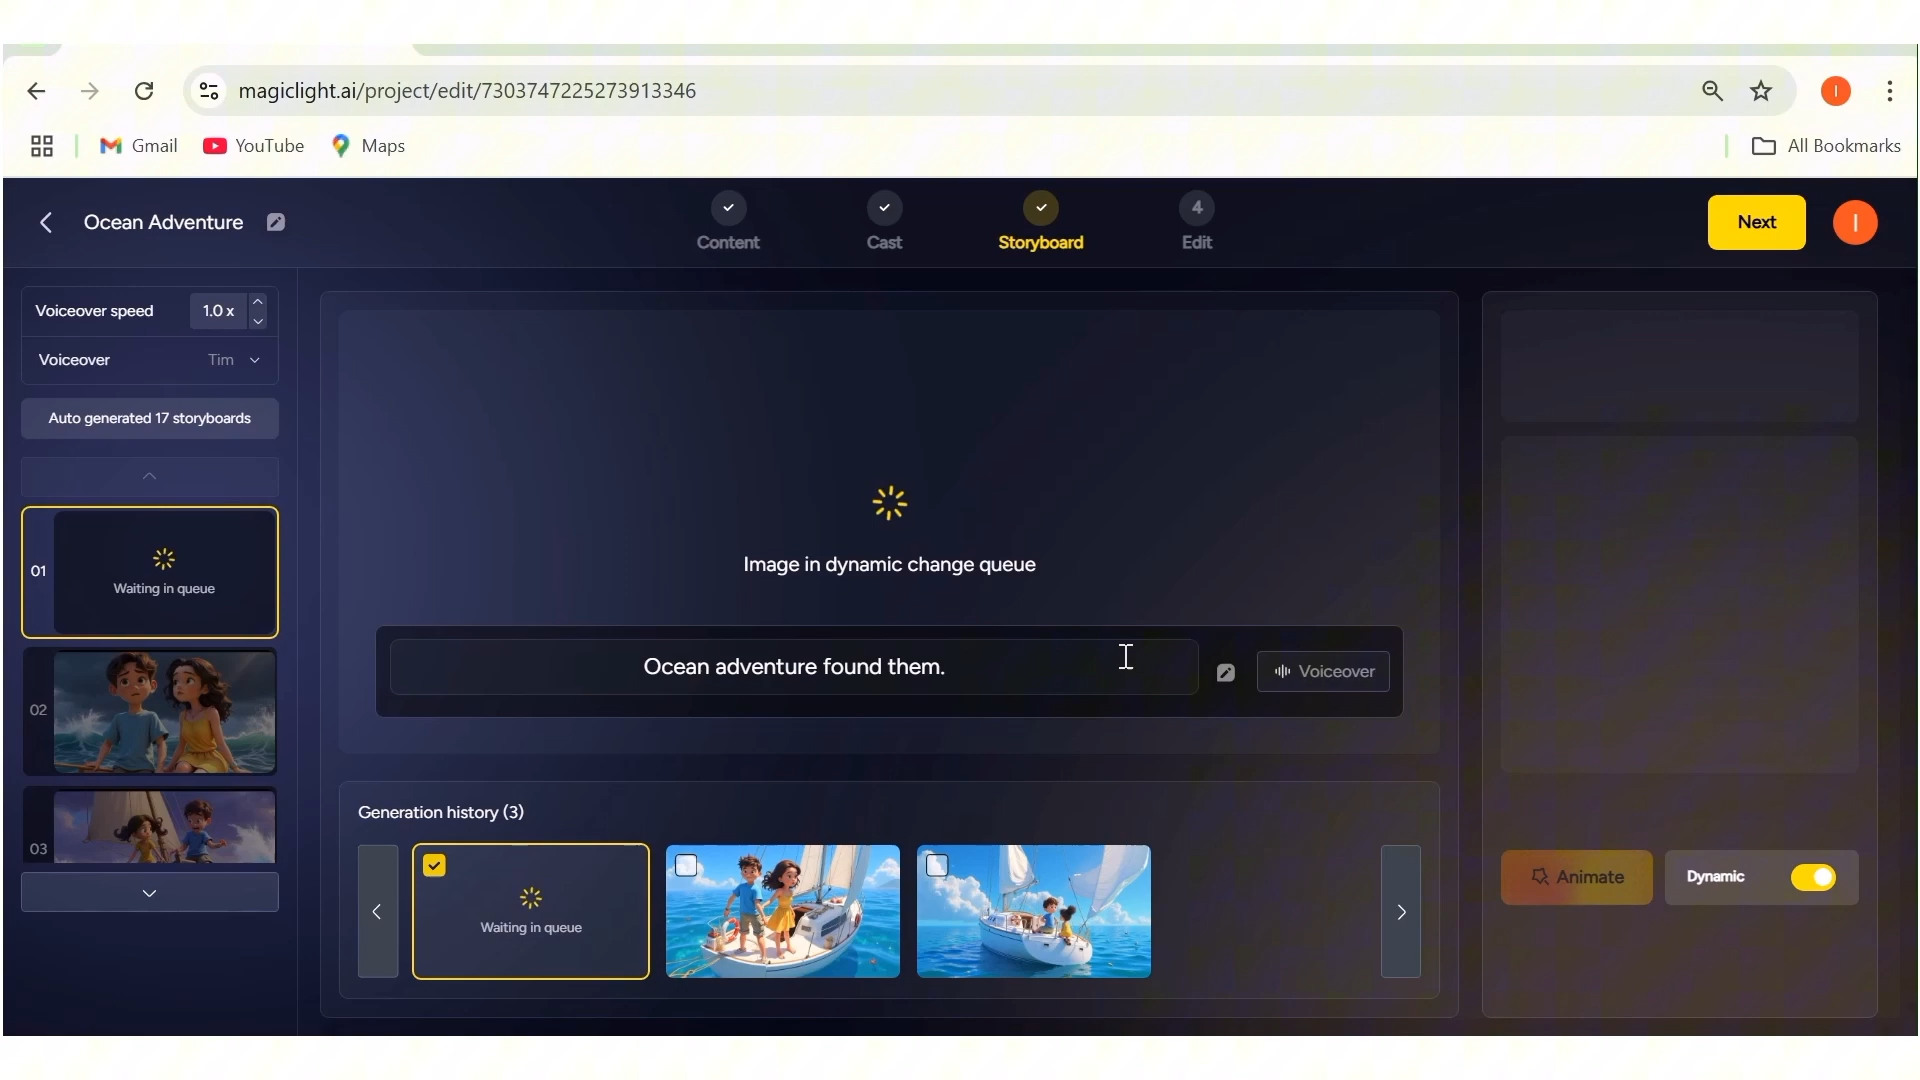 magiclight.ai/project/edit/7303747225273913346
I
Gmail
YouTube
Maps
All Bookmarks
Ocean Adventure
Content
Cast
Storyboard
4
Edit
Next
I
Voiceover speed
1.0 x
Voiceover
Tim
Auto generated 17 storyboards
01
Waiting in queue
02
03
Image in dynamic change queue
Ocean adventure found them.
Voiceover
Generation history (3)
Waiting in queue
Animate
Dynamic